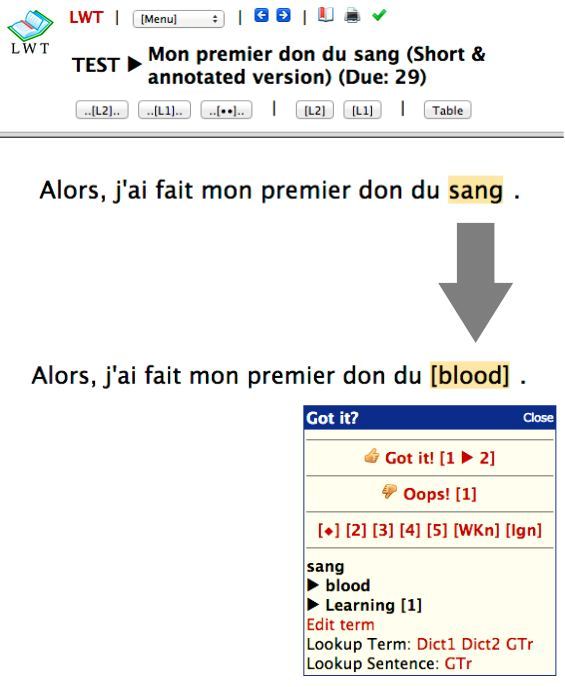 LWT | [Menu] | |
LWT
TEST ▶ Mon premier don du sang (Short &
annotated version) (Due: 29)
..[L2].. ..[L1].. ..[••].. | [L2] [L1] | Table
Alors, j'ai fait mon premier don du sang .
Alors, j'ai fait mon premier don du [blood] .
Got it? Close
Got it! [1 ▶ 2]
Oops! [1]
[◆] [2] [3] [4] [5] [WKn] [Ign]
sang
▶ blood
▶ Learning [1]
Edit term
Lookup Term: Dict1 Dict2 GTr
Lookup Sentence: GTr